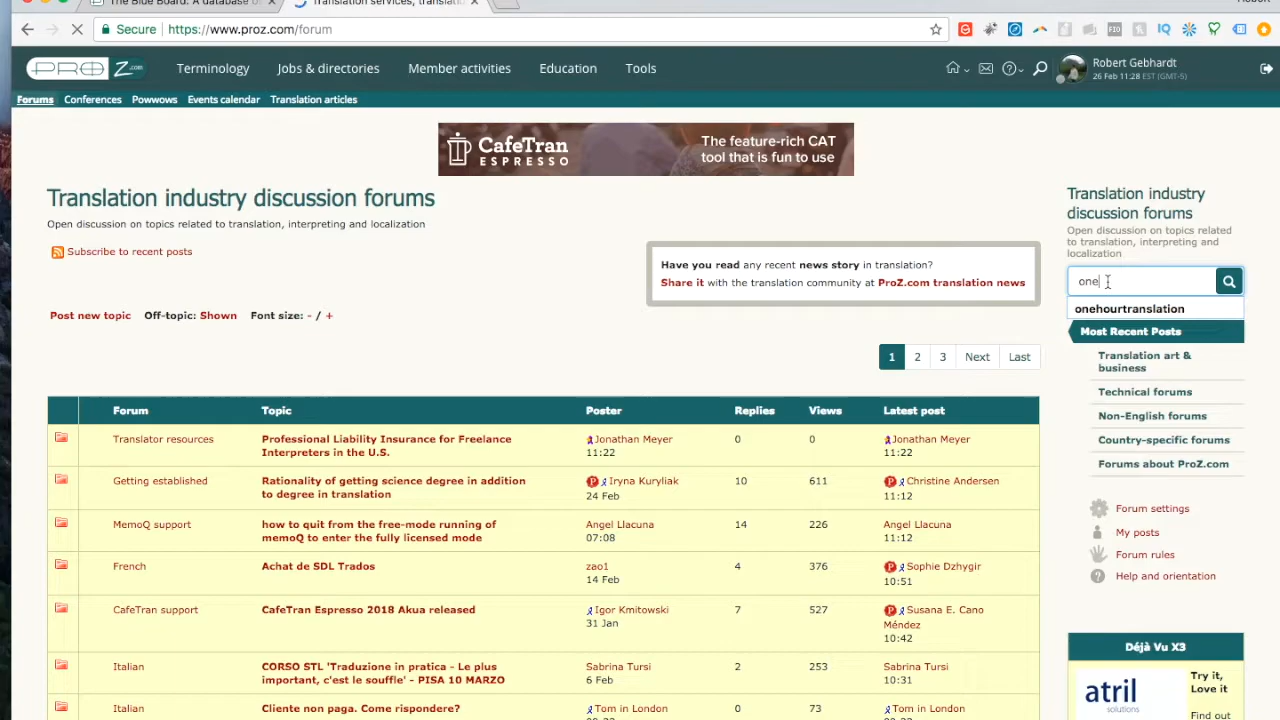 The Blue Board: A database o
Translation services, translati
Robert
Secure https://www.proz.com/forum
PROZ.com
Terminology Jobs & directories Member activities Education Tools
Robert Gebhardt
26 Feb 11:28 EST (GMT-5)
Forums Conferences Powwows Events calendar Translation articles
CafeTran
ESPRESSO
The feature-rich CAT
tool that is fun to use
Translation industry discussion forums
Open discussion on topics related to translation, interpreting and localization
Subscribe to recent posts
Have you read any recent news story in translation?
Share it with the translation community at ProZ.com translation news
Post new topic Off-topic: Shown Font size: - / +
1 2 3 Next Last
Forum Topic Poster Replies Views Latest post
Translator resources Professional Liability Insurance for Freelance Jonathan Meyer 0 0 Jonathan Meyer
Interpreters in the U.S. 11:22 11:22
Getting established Rationality of getting science degree in addition P Iryna Kuryliak 10 611 P Christine Andersen
to degree in translation 24 Feb 11:12
MemoQ support how to quit from the free-mode running of Angel Llacuna 14 226 Angel Llacuna
memoQ to enter the fully licensed mode 07:08 11:12
French Achat de SDL Trados zao1 4 376 P Sophie Dzhygir
14 Feb 10:51
CafeTran support CafeTran Espresso 2018 Akua released Igor Kmitowski 7 527 P Susana E. Cano
31 Jan Méndez
10:42
Italian CORSO STL 'Traduzione in pratica - Le plus Sabrina Tursi 2 253 Sabrina Tursi
important, c'est le souffle' - PISA 10 MARZO 6 Feb 10:31
Italian Cliente non paga. Come rispondere? Tom in London 0 73 Tom in London
Translation industry
discussion forums
Open discussion on topics related
to translation, interpreting and
localization
one
onehourtranslation
Most Recent Posts
Translation art &
business
Technical forums
Non-English forums
Country-specific forums
Forums about ProZ.com
Forum settings
My posts
Forum rules
Help and orientation
Déjà Vu X3
atril
solutions
Try it,
Love it
Find out